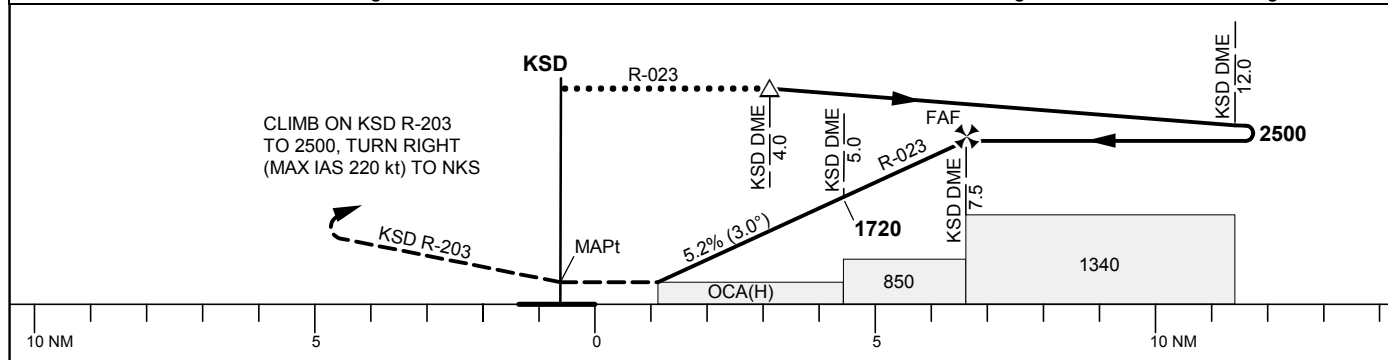 KSD
R-023
CLIMB ON KSD R-203
TO 2500, TURN RIGHT
(MAX IAS 220 kt) TO NKS
KSD DME
4.0
KSD DME
5.0
FAF
KSD DME
7.5
KSD DME
12.0
2500
R-023
1720
5.2% (3.0°)
KSD R-203
MAPt
OCA(H)
850
1340
10 NM
5
0
5
10 NM